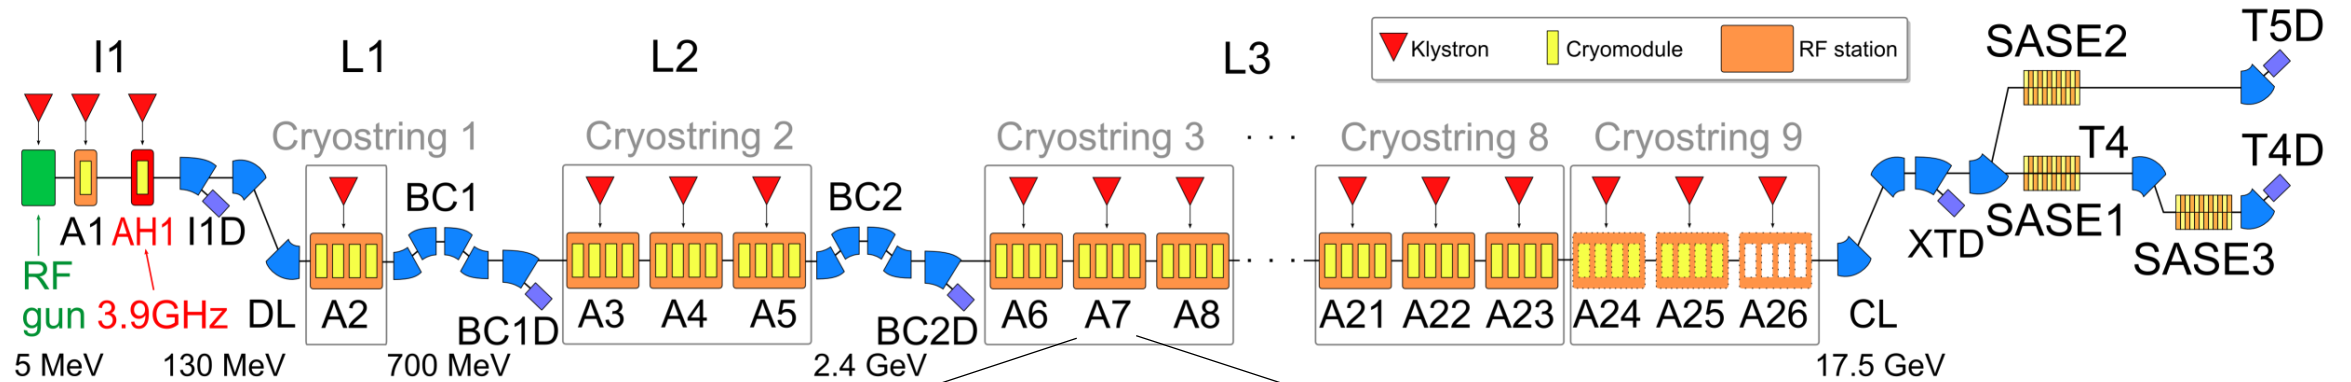 I1
L1
L2
L3
Klystron
Cryomodule
RF station
SASE2
T5D
Cryostring 1
Cryostring 2
Cryostring 3
. . .
Cryostring 8
Cryostring 9
T4
T4D
A1
AH1
I1D
BC1
BC2
SASE1
XTD
SASE3
RF
gun
3.9GHz
DL
A2
BC1D
A3
A4
A5
BC2D
A6
A7
A8
. . .
A21
A22
A23
A24
A25
A26
CL
5 MeV
130 MeV
700 MeV
2.4 GeV
17.5 GeV